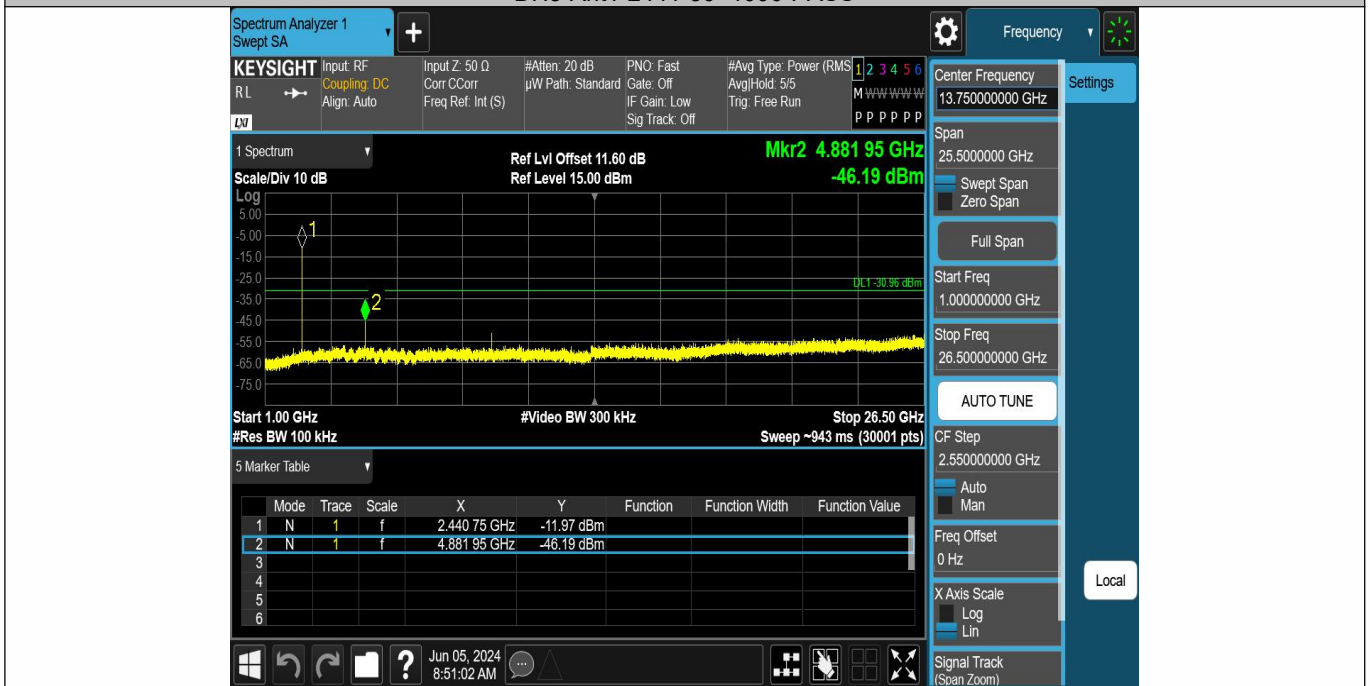 Spectrum Analyzer 1
Swept SA
+
Frequency
KEYSIGHT Input: RF Input Z: 50 Ω #Atten: 20 dB PNO: Fast #Avg Type: Power (RMS 1 2 3 4 5 6
RL Coupling: DC Corr CCorr µW Path: Standard Gate: Off Avg|Hold: 5/5 M W W W W W
Align: Auto Freq Ref: Int (S) IF Gain: Low Trig: Free Run
LXI Sig Track: Off P P P P P P
1 Spectrum
Ref Lvl Offset 11.60 dB Mkr2 4.881 95 GHz
Scale/Div 10 dB Ref Level 15.00 dBm -46.19 dBm
Log
5.00
-5.00
-15.0
-25.0
-35.0
-45.0
-55.0
-65.0
-75.0
1
2
DL1 -30.96 dBm
Start 1.00 GHz #Video BW 300 kHz Stop 26.50 GHz
#Res BW 100 kHz Sweep ~943 ms (30001 pts)
5 Marker Table
Mode Trace Scale X Y Function Function Width Function Value
1 N 1 f 2.440 75 GHz -11.97 dBm
2 N 1 f 4.881 95 GHz -46.19 dBm
3
4
5
6
Jun 05, 2024
8:51:02 AM
?
Center Frequency
13.750000000 GHz
Settings
Span
25.5000000 GHz
Swept Span
Zero Span
Full Span
Start Freq
1.000000000 GHz
Stop Freq
26.500000000 GHz
AUTO TUNE
CF Step
2.550000000 GHz
Auto
Man
Freq Offset
0 Hz
X Axis Scale
Log
Lin
Local
Signal Track
(Span Zoom)